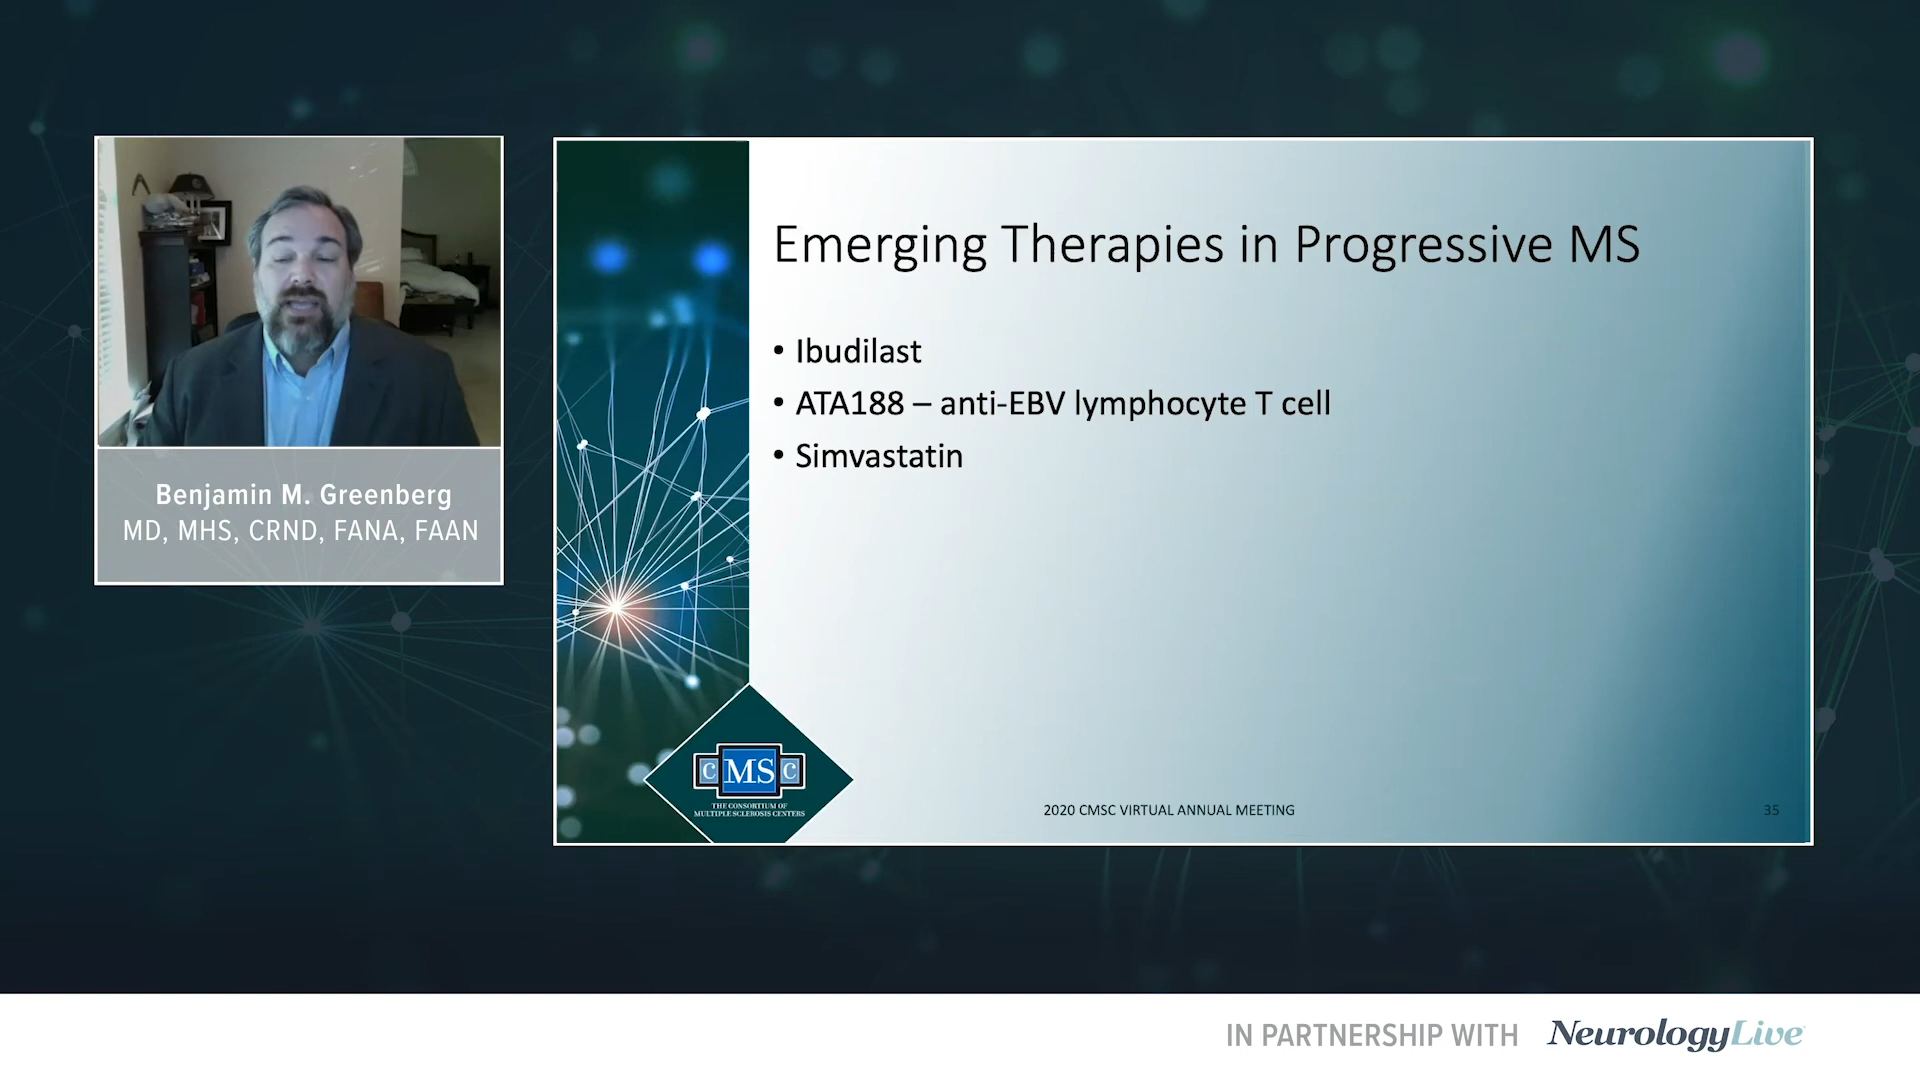 Benjamin M. Greenberg
MD, MHS, CRND, FANA, FAAN
Emerging Therapies in Progressive MS
• Ibudilast
• ATA188 – anti-EBV lymphocyte T cell
• Simvastatin
CMSC
THE CONSORTIUM OF
MULTIPLE SCLEROSIS CENTERS
2020 CMSC VIRTUAL ANNUAL MEETING
35
IN PARTNERSHIP WITH NeurologyLive